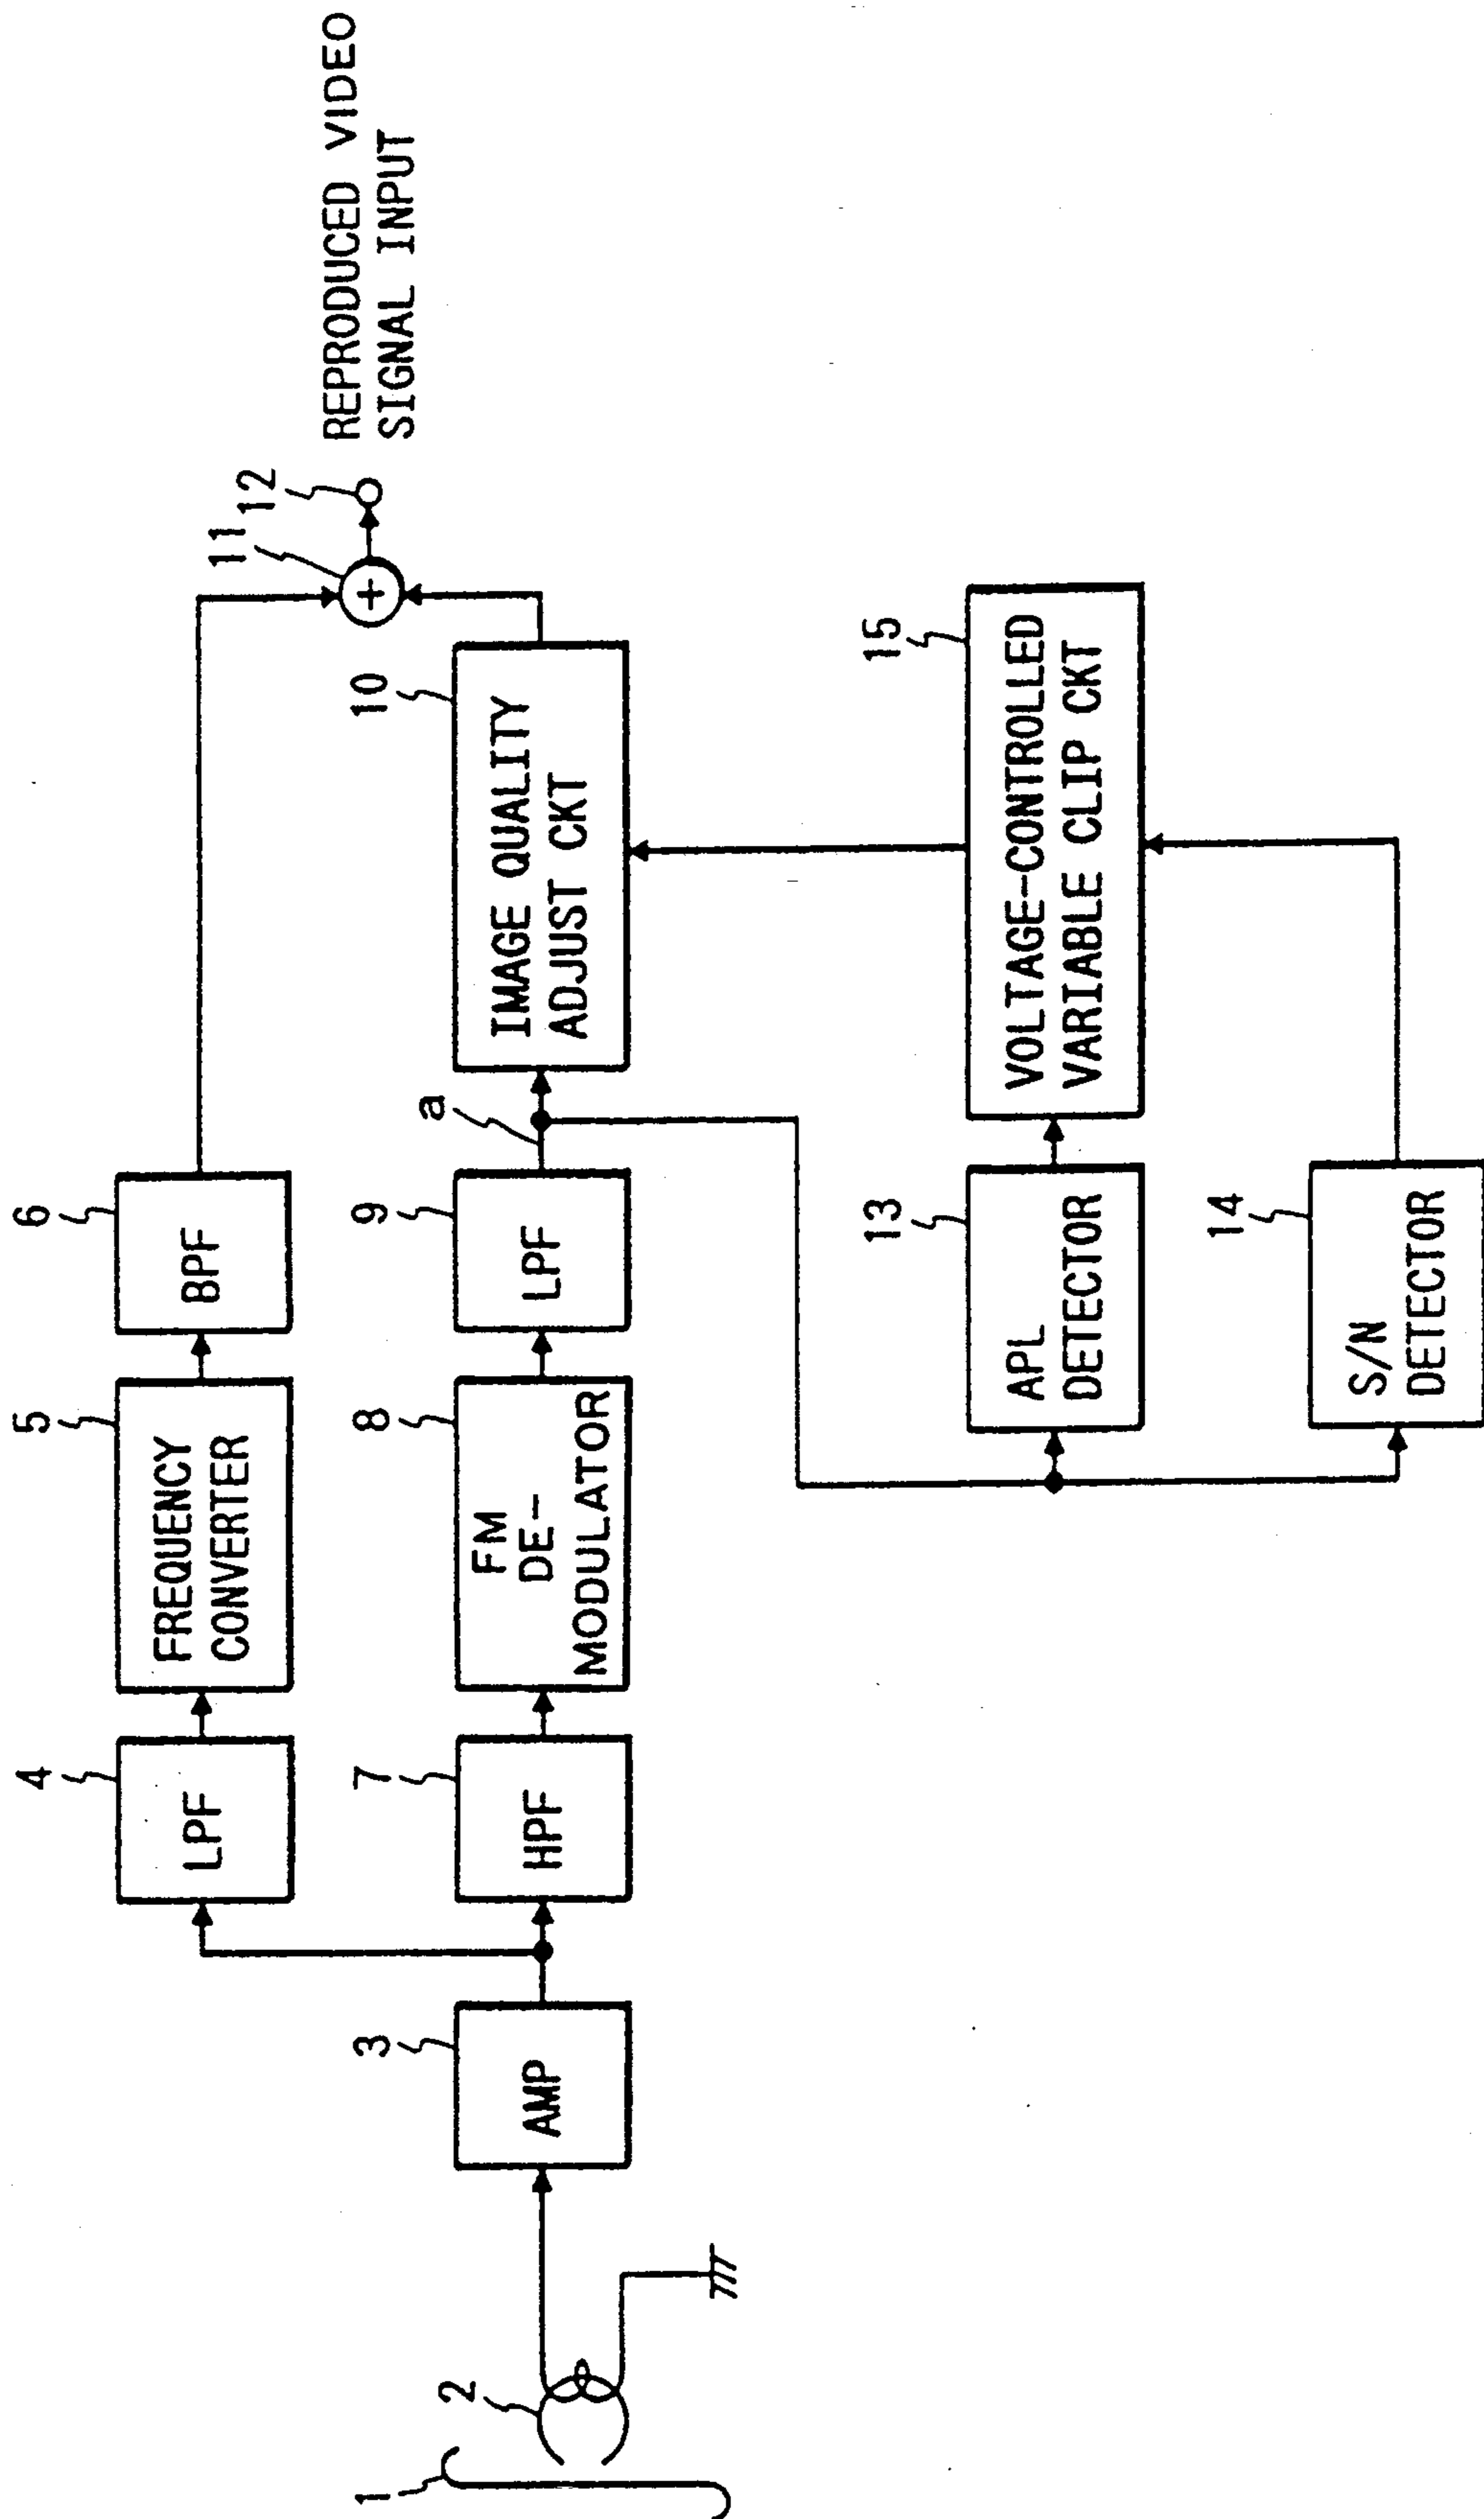 1
2
3
AMP
4
LPF
5
FREQUENCY
CONVERTER
6
BPF
7
HPF
8
FM
DE-
MODULATOR
9
LPF
a
10
IMAGE QUALITY
ADJUST CKT
11
12
REPRODUCED VIDEO
SIGNAL INPUT
13
APL
DETECTOR
14
S/N
DETECTOR
15
VOLTAGE-CONTROLLED
VARIABLE CLIP CKT
+